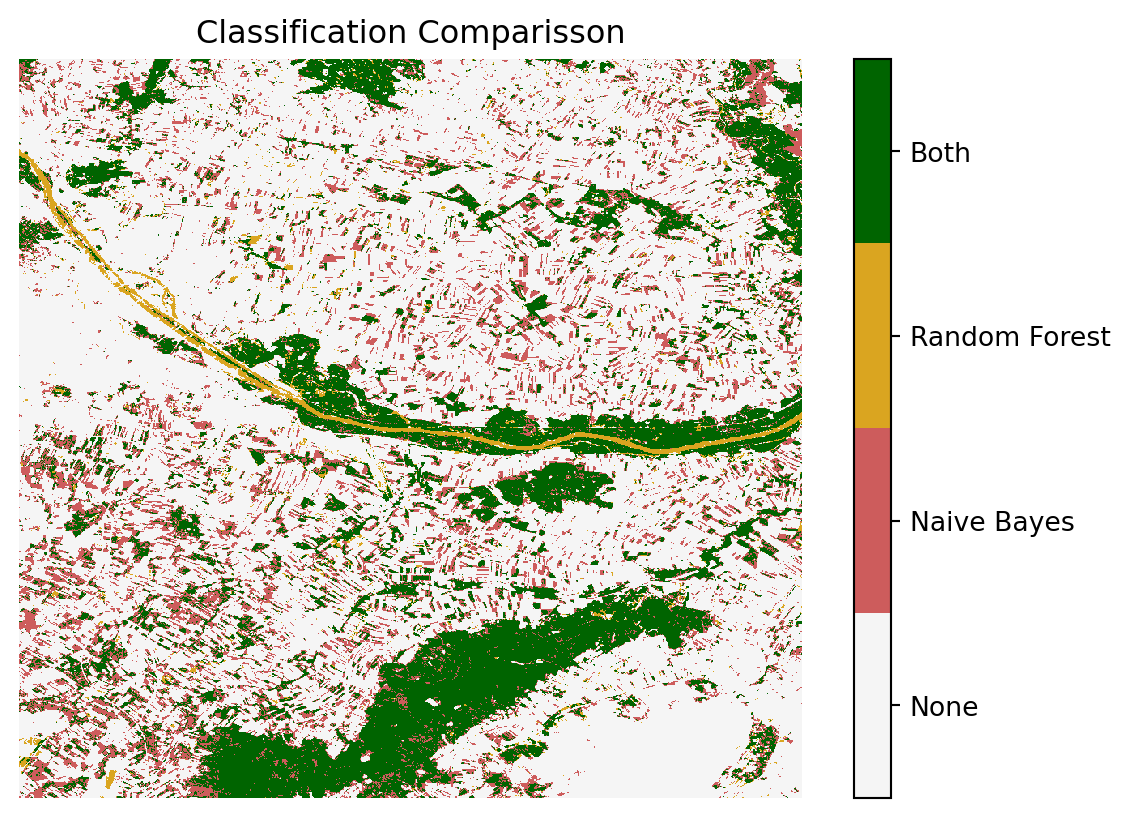 Classification Comparisson
Both
Random Forest
Naive Bayes
None